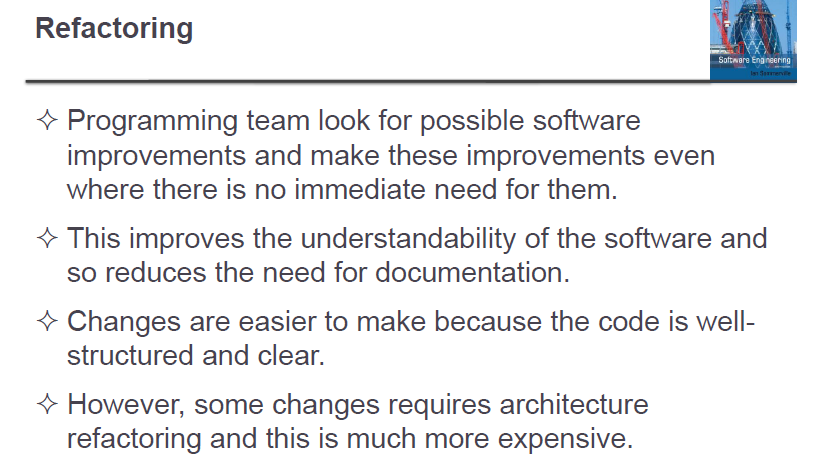 Refactoring
Software Engineering
Ian Sommerville
Programming team look for possible software
improvements and make these improvements even
where there is no immediate need for them.
This improves the understandability of the software and
so reduces the need for documentation.
Changes are easier to make because the code is well-
structured and clear.
However, some changes requires architecture
refactoring and this is much more expensive.